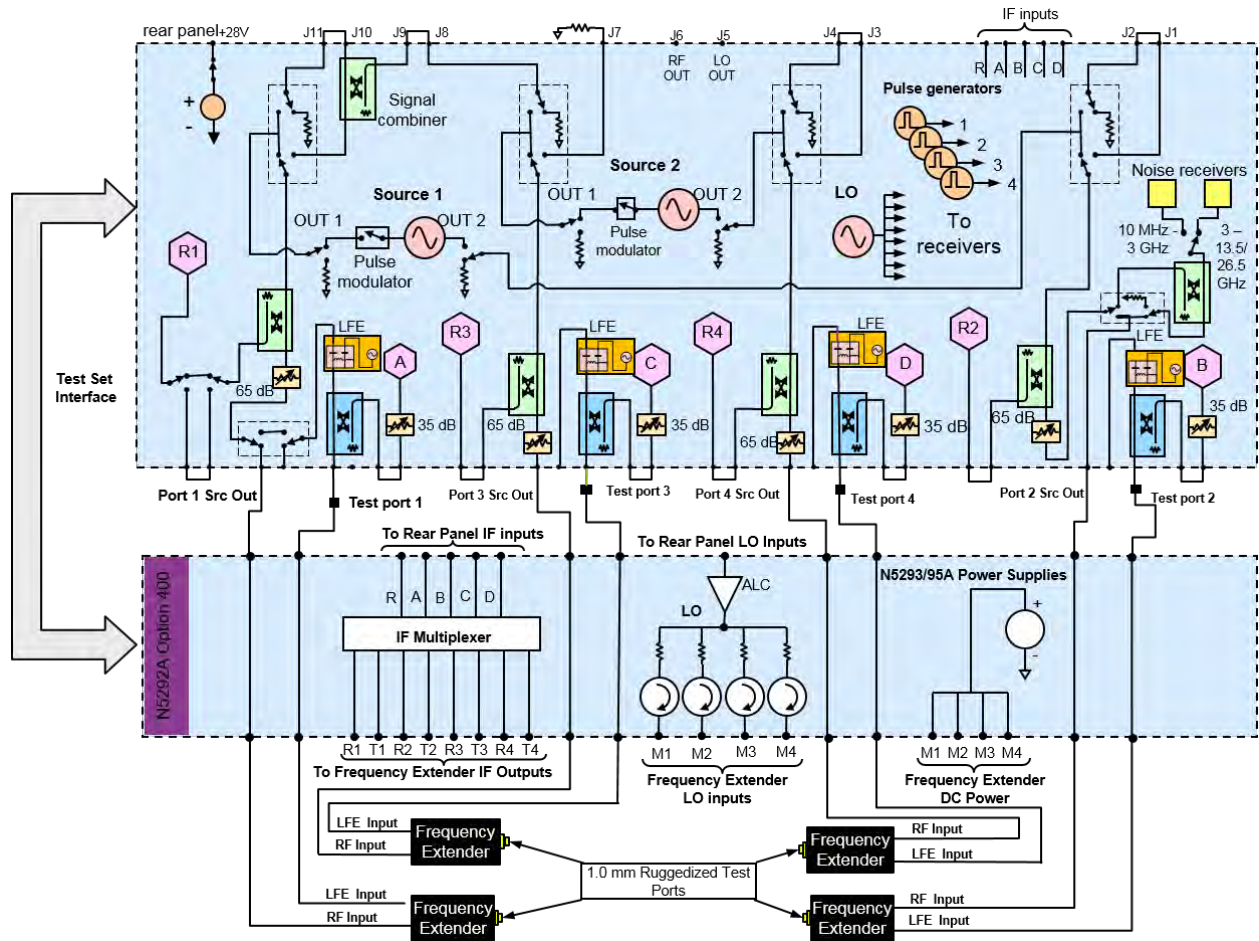 rear panel
+28V
J11
J10
J9
J8
J7
J6
J5
J4
J3
IF inputs
J2
J1
RF
OUT
LO
OUT
R
A
B
C
D
+
-
Signal
combiner
Pulse generators
1
2
3
4
Source 1
Source 2
LO
To
receivers
Noise receivers
10 MHz -
3 GHz
3 –
13.5/
26.5
GHz
OUT 1
OUT 2
Pulse
modulator
OUT 1
OUT 2
Pulse
modulator
Test Set
Interface
R1
LFE
A
R3
LFE
C
R4
LFE
D
R2
LFE
B
65 dB
35 dB
65 dB
35 dB
65 dB
35 dB
65 dB
35 dB
Port 1 Src Out
Test port 1
Port 3 Src Out
Test port 3
Port 4 Src Out
Test port 4
Port 2 Src Out
Test port 2
N5292A Option 400
To Rear Panel IF inputs
R
A
B
C
D
IF Multiplexer
R1
T1
R2
T2
R3
T3
R4
T4
To Frequency Extender IF Outputs
To Rear Panel LO Inputs
ALC
LO
M1
M2
M3
M4
Frequency Extender
LO inputs
N5293/95A Power Supplies
+
-
M1
M2
M3
M4
Frequency Extender
DC Power
LFE Input
RF Input
Frequency
Extender
Frequency
Extender
RF Input
LFE Input
1.0 mm Ruggedized Test
Ports
LFE Input
RF Input
Frequency
Extender
Frequency
Extender
RF Input
LFE Input